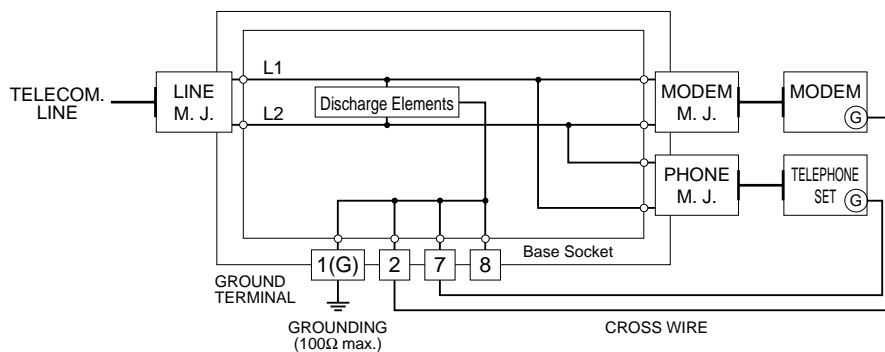 TELECOM.
LINE
LINE
M. J.
L1
L2
Discharge Elements
MODEM
M. J.
MODEM
G
PHONE
M. J.
TELEPHONE
SET
G
Base Socket
1(G)
2
7
8
GROUND
TERMINAL
GROUNDING
(100Ω max.)
CROSS WIRE